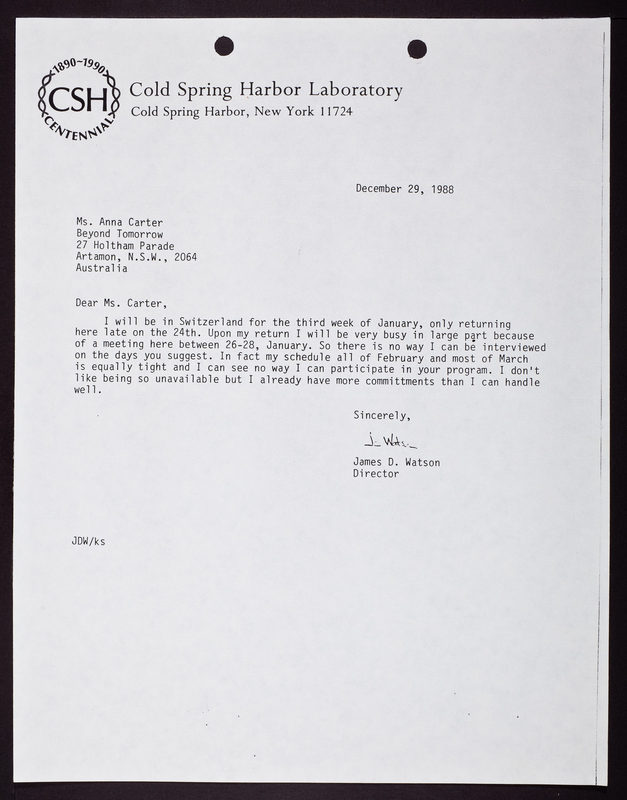 1890~1990
CSH
CENTENNIAL
Cold Spring Harbor Laboratory
Cold Spring Harbor, New York 11724
December 29, 1988
Ms. Anna Carter
Beyond Tomorrow
27 Holtham Parade
Artamon, N.S.W., 2064
Australia
Dear Ms. Carter,
I will be in Switzerland for the third week of January, only returning
here late on the 24th. Upon my return I will be very busy in large part because
of a meeting here between 26-28, January. So there is no way I can be interviewed
on the days you suggest. In fact my schedule all of February and most of March
is equally tight and I can see no way I can participate in your program. I don't
like being so unavailable but I already have more committments than I can handle
well.
Sincerely,
J. Watson
James D. Watson
Director
JDW/ks